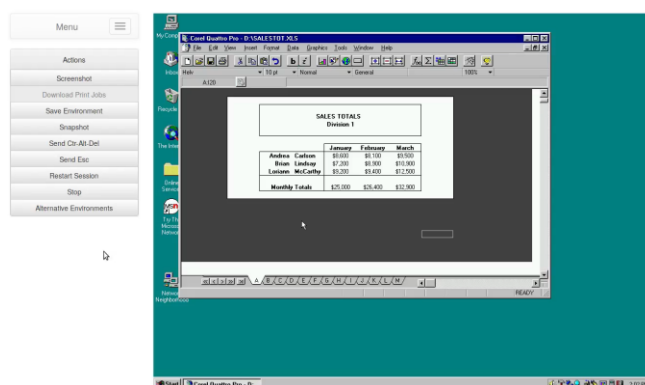 Menu
Actions
Screenshot
Download Print Jobs
Save Environment
Snapshot
Send Ctr-Alt-Del
Send Esc
Restart Session
Stop
Alternative Environments
Corel Quattro Pro - D:\SALESTOT.XLS
File Edit View Insert Format Data Graphics Tools Window Help
10 pt Normal General 100%
A:I20
SALES TOTALS
Division 1
January February March
Andrea Carlson $8,600 $8,100 $9,500
Brian Lindsay $7,200 $8,900 $10,900
Loriann McCarthy $9,200 $9,400 $12,500
Monthly Totals $25,000 $26,400 $32,900
A B C D E F G H I J K L M
READY
Network
Neighborhood
Start Corel Quattro Pro - D: